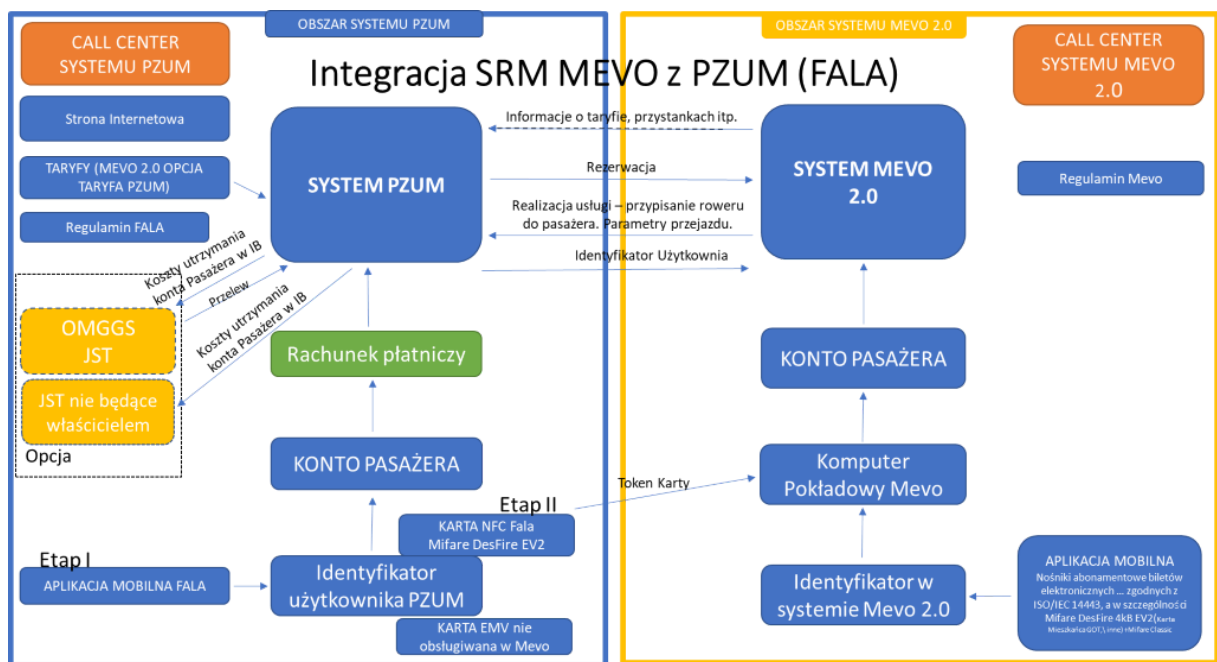 OBSZAR SYSTEMU PZUM
OBSZAR SYSTEMU MEVO 2.0
CALL CENTER
SYSTEMU PZUM
CALL CENTER
SYSTEMU MEVO
2.0
Integracja SRM MEVO z PZUM (FALA)
Strona Internetowa
TARYFY (MEVO 2.0 OPCJA
TARYFA PZUM)
Regulamin FALA
SYSTEM PZUM
Informacje o taryfie, przystankach itp.
Rezerwacja
Realizacja usługi – przypisanie roweru
do pasażera. Parametry przejazdu.
Identyfikator Użytkownia
SYSTEM MEVO
2.0
Regulamin Mevo
Koszty utrzymania
konta Pasażera w IB
Przelew
Koszty utrzymania
konta Pasażera w IB
OMGGS
JST
JST nie będące
właścicielem
Opcja
Rachunek płatniczy
KONTO PASAŻERA
KONTO PASAŻERA
Komputer
Pokładowy Mevo
Token Karty
Etap II
KARTA NFC Fala
Mifare DesFire EV2
Etap I
APLIKACJA MOBILNA FALA
Identyfikator
użytkownika PZUM
KARTA EMV nie
obsługiwana w Mevo
Identyfikator w
systemie Mevo 2.0
APLIKACJA MOBILNA
Nośniki abonamentowe biletów
elektronicznych ... zgodnych z
ISO/IEC 14443, a w szczególności
Mifare DesFire 4kB EV2(Karta
Mieszkańca GOT,\ inne) +Mifare Classic